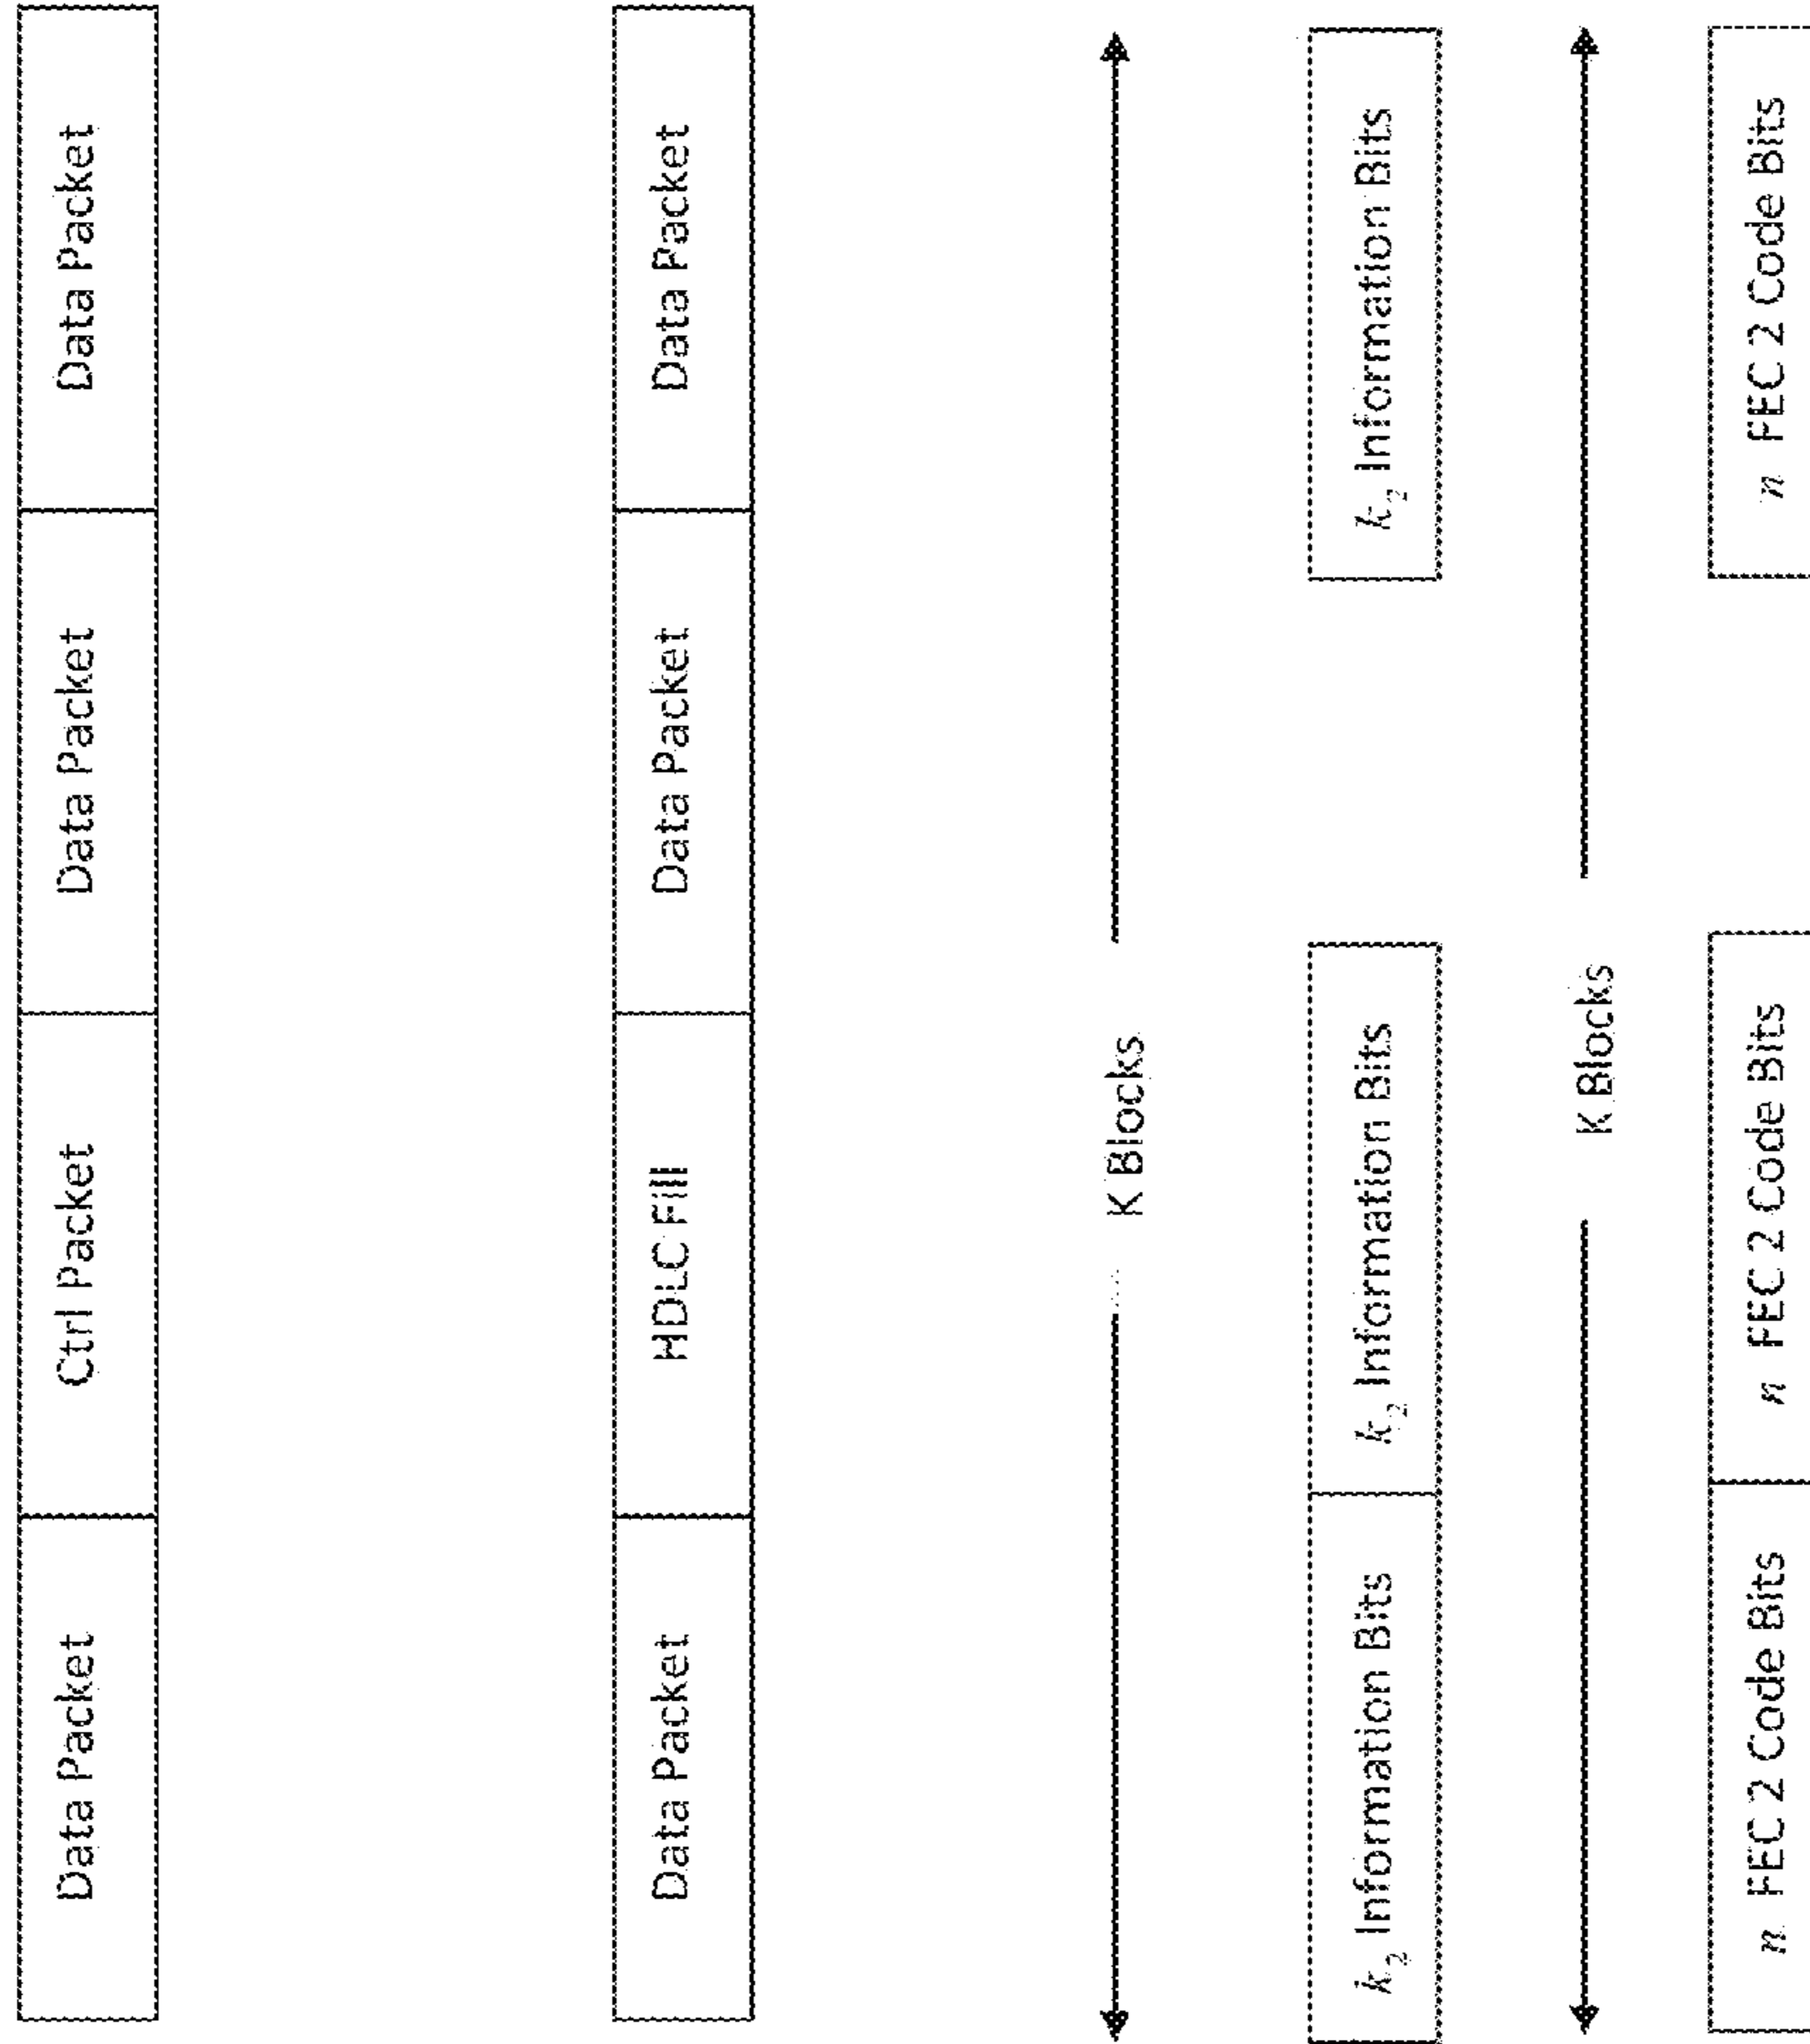 Data Packet
Ctrl Packet
Data Packet
Data Packet
Data Packet
HDLC Fill
Data Packet
Data Packet
K Blocks
k₂ Information Bits
k₂ Information Bits
k₂ Information Bits
K Blocks
n FEC 2 Code Bits
n FEC 2 Code Bits
n FEC 2 Code Bits